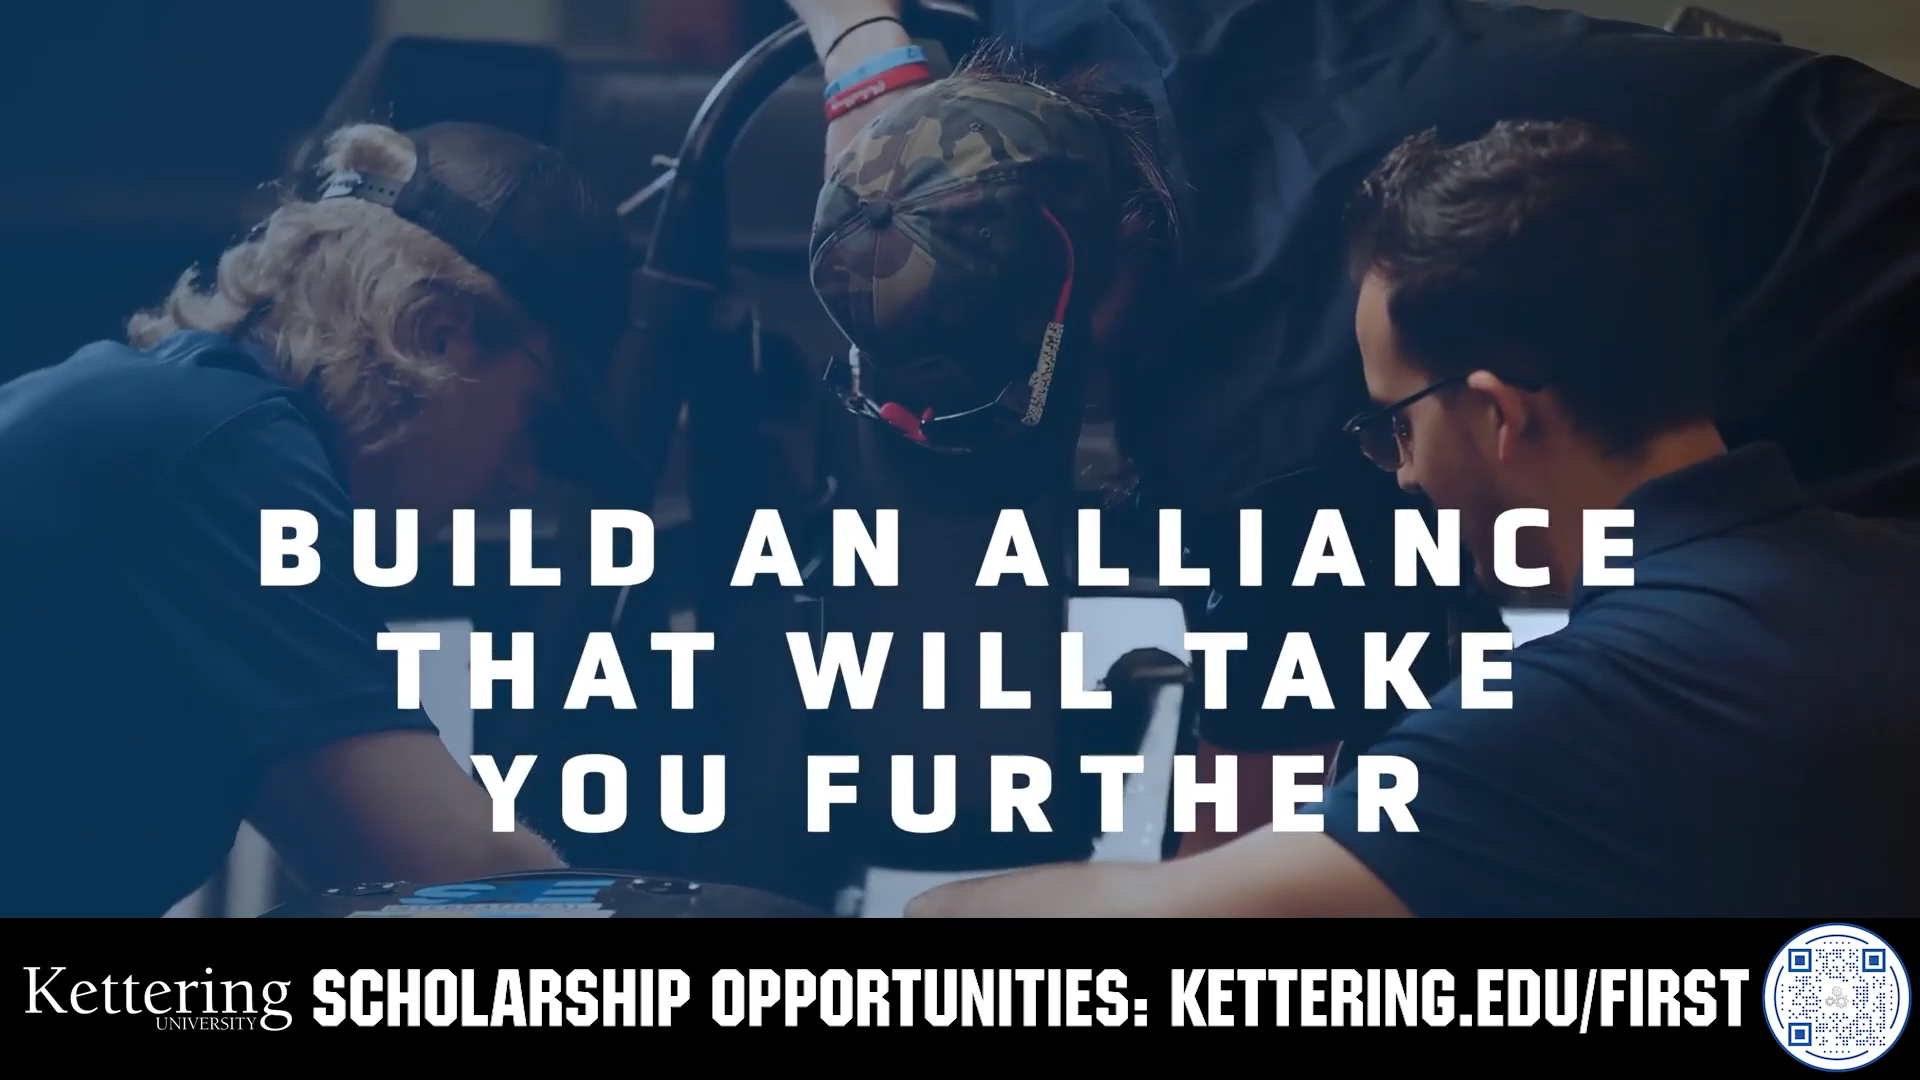 BUILD AN ALLIANCE
THAT WILL TAKE
YOU FURTHER
Kettering
UNIVERSITY
SCHOLARSHIP OPPORTUNITIES: KETTERING.EDU/FIRST